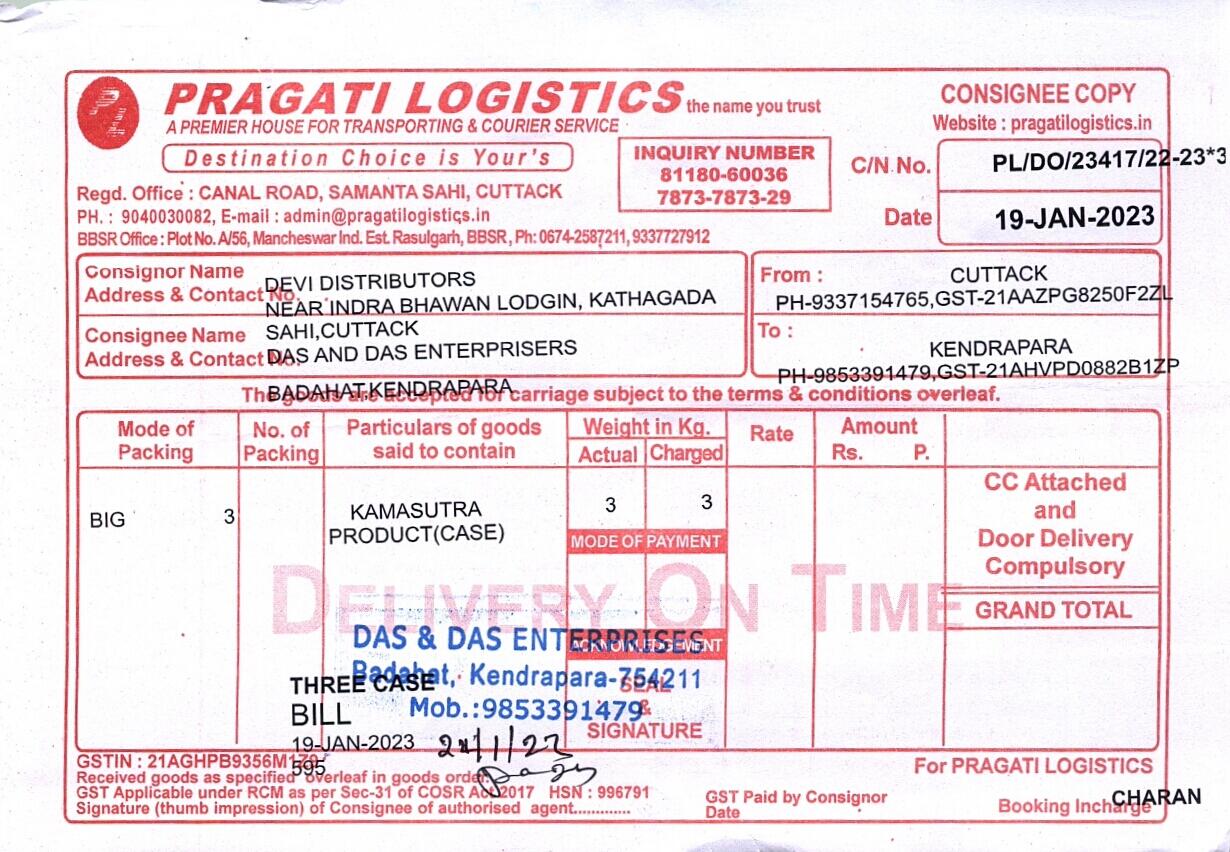 PRAGATI LOGISTICS the name you trust
A PREMIER HOUSE FOR TRANSPORTING & COURIER SERVICE
Destination Choice is Your's
CONSIGNEE COPY
Website : pragatilogistics.in
INQUIRY NUMBER
81180-60036
7873-7873-29
C/N No. PL/DO/23417/22-23*3
Date 19-JAN-2023
Regd. Office : CANAL ROAD, SAMANTA SAHI, CUTTACK
PH. : 9040030082, E-mail : admin@pragatilogistics.in
BBSR Office : Plot No. A/56, Mancheswar Ind. Est. Rasulgarh, BBSR, Ph: 0674-2587211, 9337727912
Consignor Name
Address & Contact No.
DEVI DISTRIBUTORS
NEAR INDRA BHAWAN LODGIN, KATHAGADA
SAHI,CUTTACK
From : CUTTACK
PH-9337154765,GST-21AAZPG8250F2ZL
Consignee Name
Address & Contact No.
DAS AND DAS ENTERPRISERS
BADAHAT,KENDRAPARA
To : KENDRAPARA
PH-9853391479,GST-21AHVPD0882B1ZP
The goods are accepted for carriage subject to the terms & conditions overleaf.
Mode of Packing
No. of Packing
Particulars of goods said to contain
Weight in Kg.
Actual Charged
Rate
Amount
Rs. P.
BIG 3
KAMASUTRA
PRODUCT(CASE)
3 3
CC Attached
and
Door Delivery
Compulsory
MODE OF PAYMENT
DELIVERY ON TIME
GRAND TOTAL
ACKNOWLEDGEMENT
SEAL
&
SIGNATURE
DAS & DAS ENTERPRISES
Badahat, Kendrapara-754211
Mob.:9853391479
THREE CASE
BILL
19-JAN-2023
595
GSTIN : 21AGHPB9356M1Z9
Received goods as specified overleaf in goods order.
GST Applicable under RCM as per Sec-31 of COSR Act 2017 HSN : 996791
Signature (thumb impression) of Consignee of authorised agent.............
GST Paid by Consignor
Date
For PRAGATI LOGISTICS
Booking Incharge
CHARAN